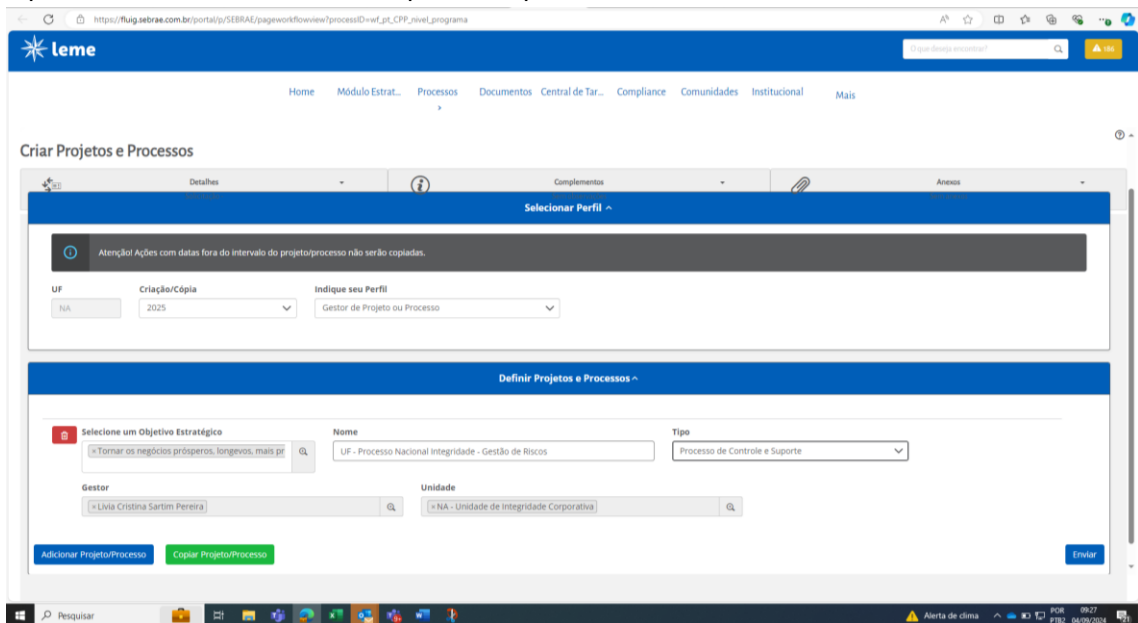 https://fluig.sebrae.com.br/portal/p/SEBRAE/pageworkflowview?processID=wf_pt_CPP_nivel_programa
leme
O que deseja encontrar?
186
Home Módulo Estrat... Processos Documentos Central de Tar... Compliance Comunidades Institucional Mais
Criar Projetos e Processos
Detalhes Complementos Anexos
Selecionar Perfil
Atenção! Ações com datas fora do intervalo do projeto/processo não serão copiadas.
UF Criação/Cópia Indique seu Perfil
NA 2025 Gestor de Projeto ou Processo
Definir Projetos e Processos
Selecione um Objetivo Estratégico Nome Tipo
×Tornar os negócios prósperos, longevos, mais pr UF - Processo Nacional Integridade - Gestão de Riscos Processo de Controle e Suporte
Gestor Unidade
×Livia Cristina Sartim Pereira ×NA - Unidade de Integridade Corporativa
Adicionar Projeto/Processo Copiar Projeto/Processo Enviar
Pesquisar Alerta de clima POR 09:27
PTB2 04/09/2024